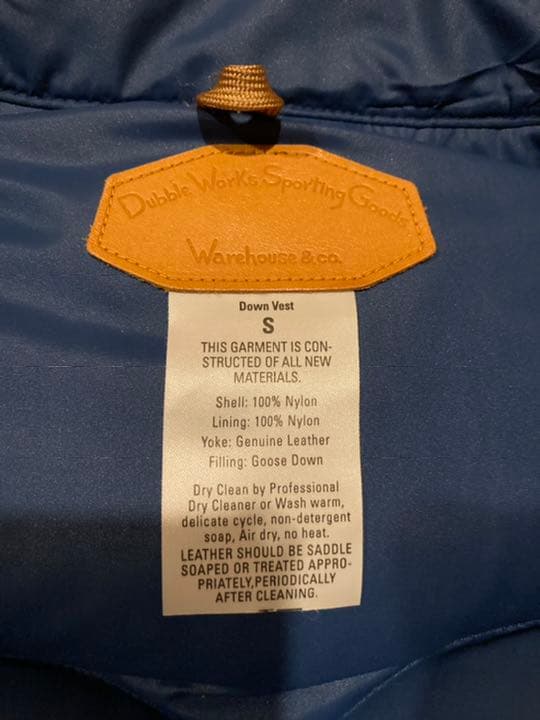 Dubble Works Sporting Goods
Warehouse & co.
Down Vest
S
THIS GARMENT IS CON-
STRUCTED OF ALL NEW
MATERIALS.
Shell: 100% Nylon
Lining: 100% Nylon
Yoke: Genuine Leather
Filling: Goose Down
Dry Clean by Professional
Dry Cleaner or Wash warm,
delicate cycle, non-detergent
soap, Air dry, no heat.
LEATHER SHOULD BE SADDLE
SOAPED OR TREATED APPRO-
PRIATELY,PERIODICALLY
AFTER CLEANING.